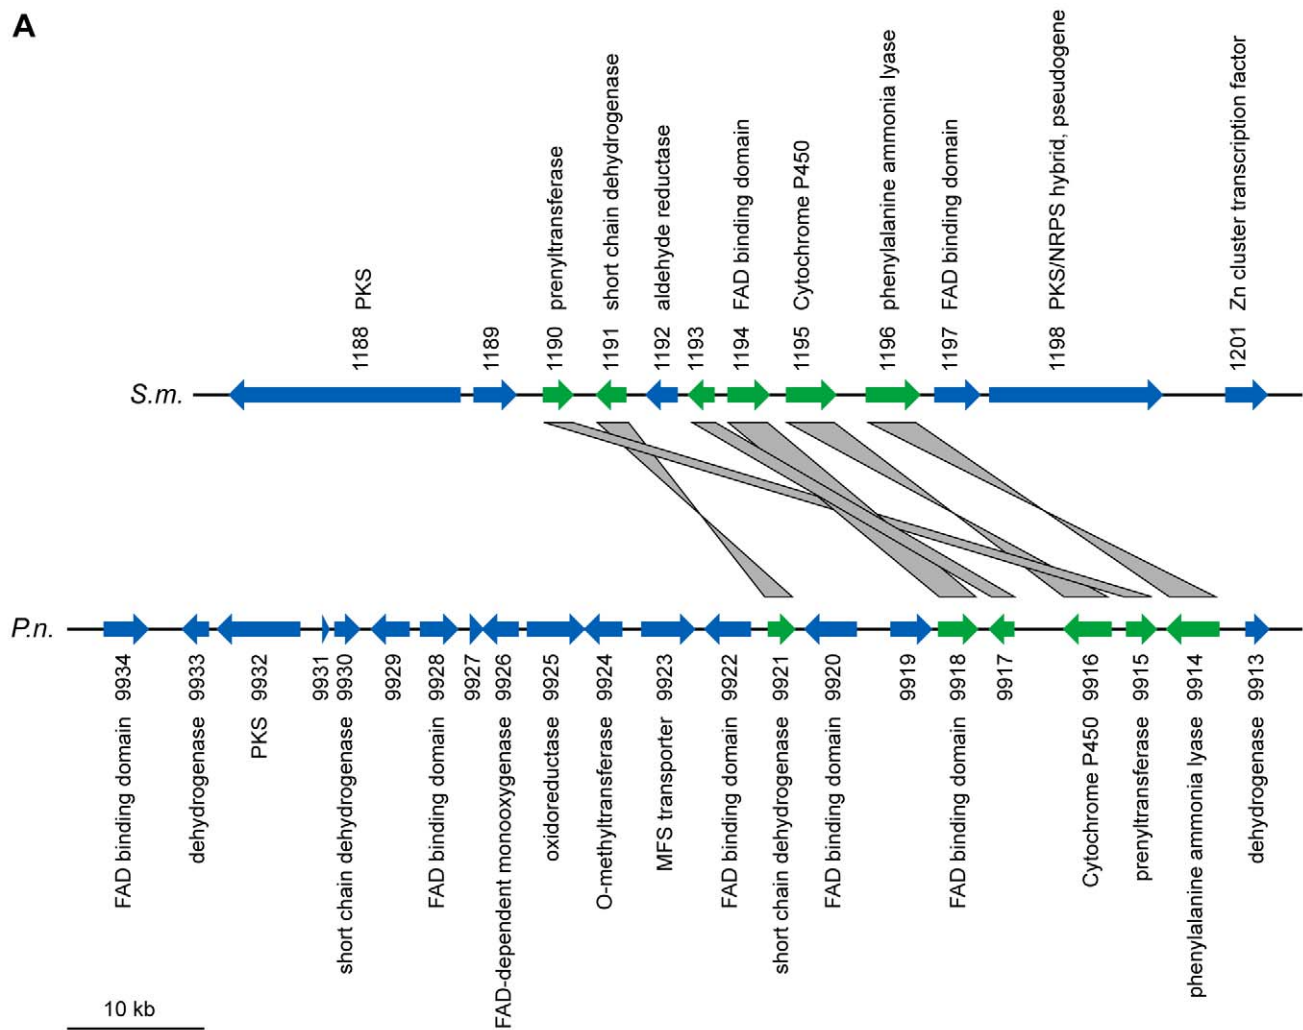 A
1188 PKS
1189
1190 prenyltransferase
1191 short chain dehydrogenase
1192 aldehyde reductase
1193
1194 FAD binding domain
1195 Cytochrome P450
1196 phenylalanine ammonia lyase
1197 FAD binding domain
1198 PKS/NRPS hybrid, pseudogene
1201 Zn cluster transcription factor
S.m.
P.n.
FAD binding domain 9934
dehydrogenase 9933
PKS 9932
9931
short chain dehydrogenase 9930
9929
FAD binding domain 9928
9927
FAD-dependent monooxygenase 9926
oxidoreductase 9925
O-methyltransferase 9924
MFS transporter 9923
FAD binding domain 9922
short chain dehydrogenase 9921
FAD binding domain 9920
9919
FAD binding domain 9918
9917
Cytochrome P450 9916
prenyltransferase 9915
phenylalanine ammonia lyase 9914
dehydrogenase 9913
10 kb